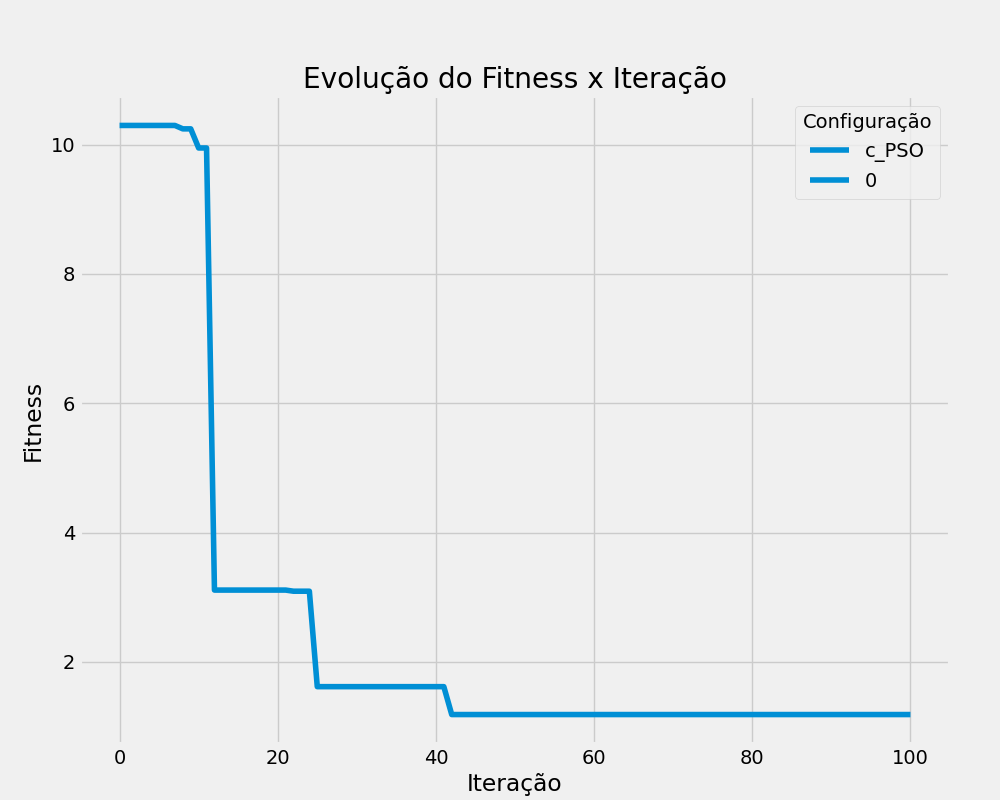 Evolução do Fitness x Iteração
Configuração
c_PSO
0
Fitness
10
8
6
4
2
0 20 40 60 80 100
Iteração